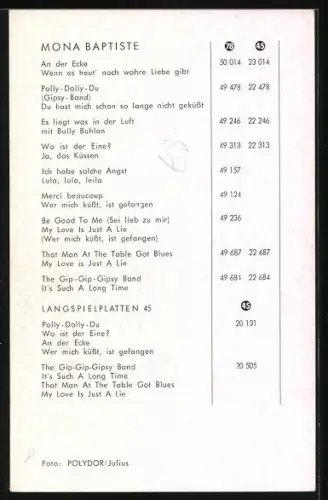 MONA BAPTISTE 78 45
An der Ecke 50 014 23 014
Wenn es heut' noch wahre Liebe gibt
Polly-Dolly-Du 49 478 22 478
(Gipsy-Band)
Du hast mich schon so lange nicht geküßt
Es liegt was in der Luft 49 246 22 246
mit Bully Buhlan
Wo ist der Eine? 49 313 22 313
Ja, das Küssen
Ich habe solche Angst 49 157
Lula, lula, leila
Merci beaucoup 49 124
Wer mich küßt, ist gefangen
Be Good To Me (Sei lieb zu mir) 49 236
My Love Is Just A Lie
(Wer mich küßt, ist gefangen)
That Man At The Table Got Blues 49 687 22 687
My Love is Just A Lie
The Gip-Gip-Gipsy Band 49 684 22 684
It's Such A Long Time
LANGSPIELPLATTEN 45 45
Polly-Dolly-Du 20 131
Wo ist der Eine?
An der Ecke
Wer mich küßt, ist gefangen
The Gip-Gip-Gipsy Band 20 505
It's Such A Long Time
That Man At The Table Got Blues
My Love Is Just A Lie
Foto: POLYDOR/Julius